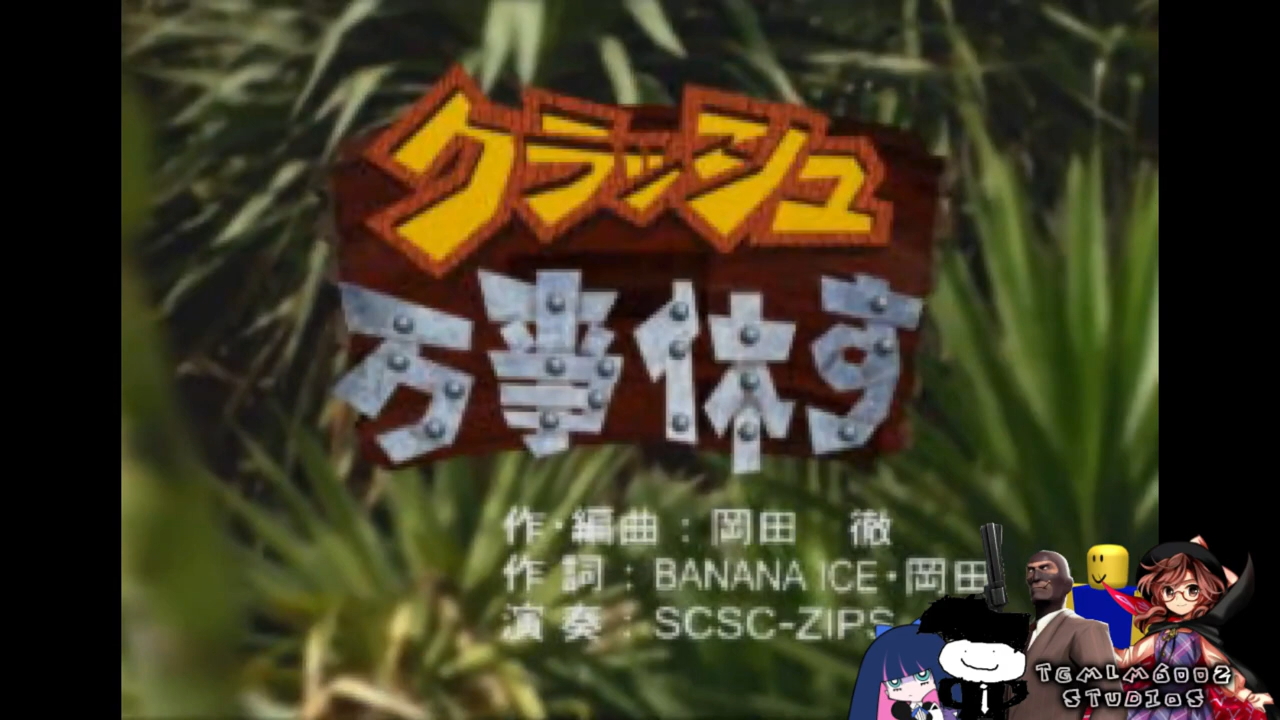 クラッシュ
万事休す
作・編曲：岡田 徹
作 詞：BANANA ICE・岡田
演 奏：SCSC-ZIPS
TGMLM6002
STUDIOS